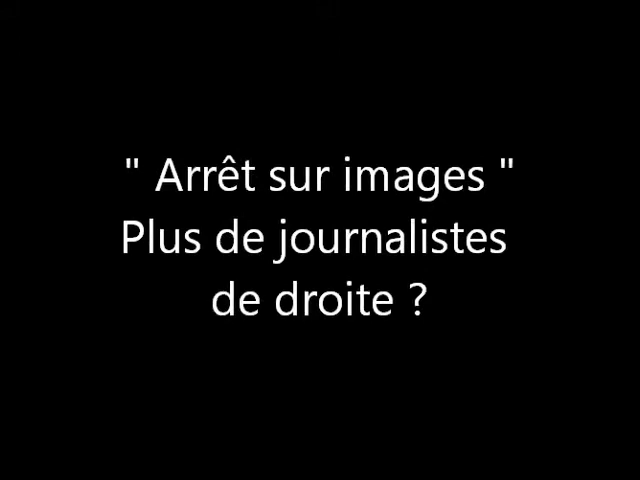 " Arrêt sur images "
Plus de journalistes
de droite ?